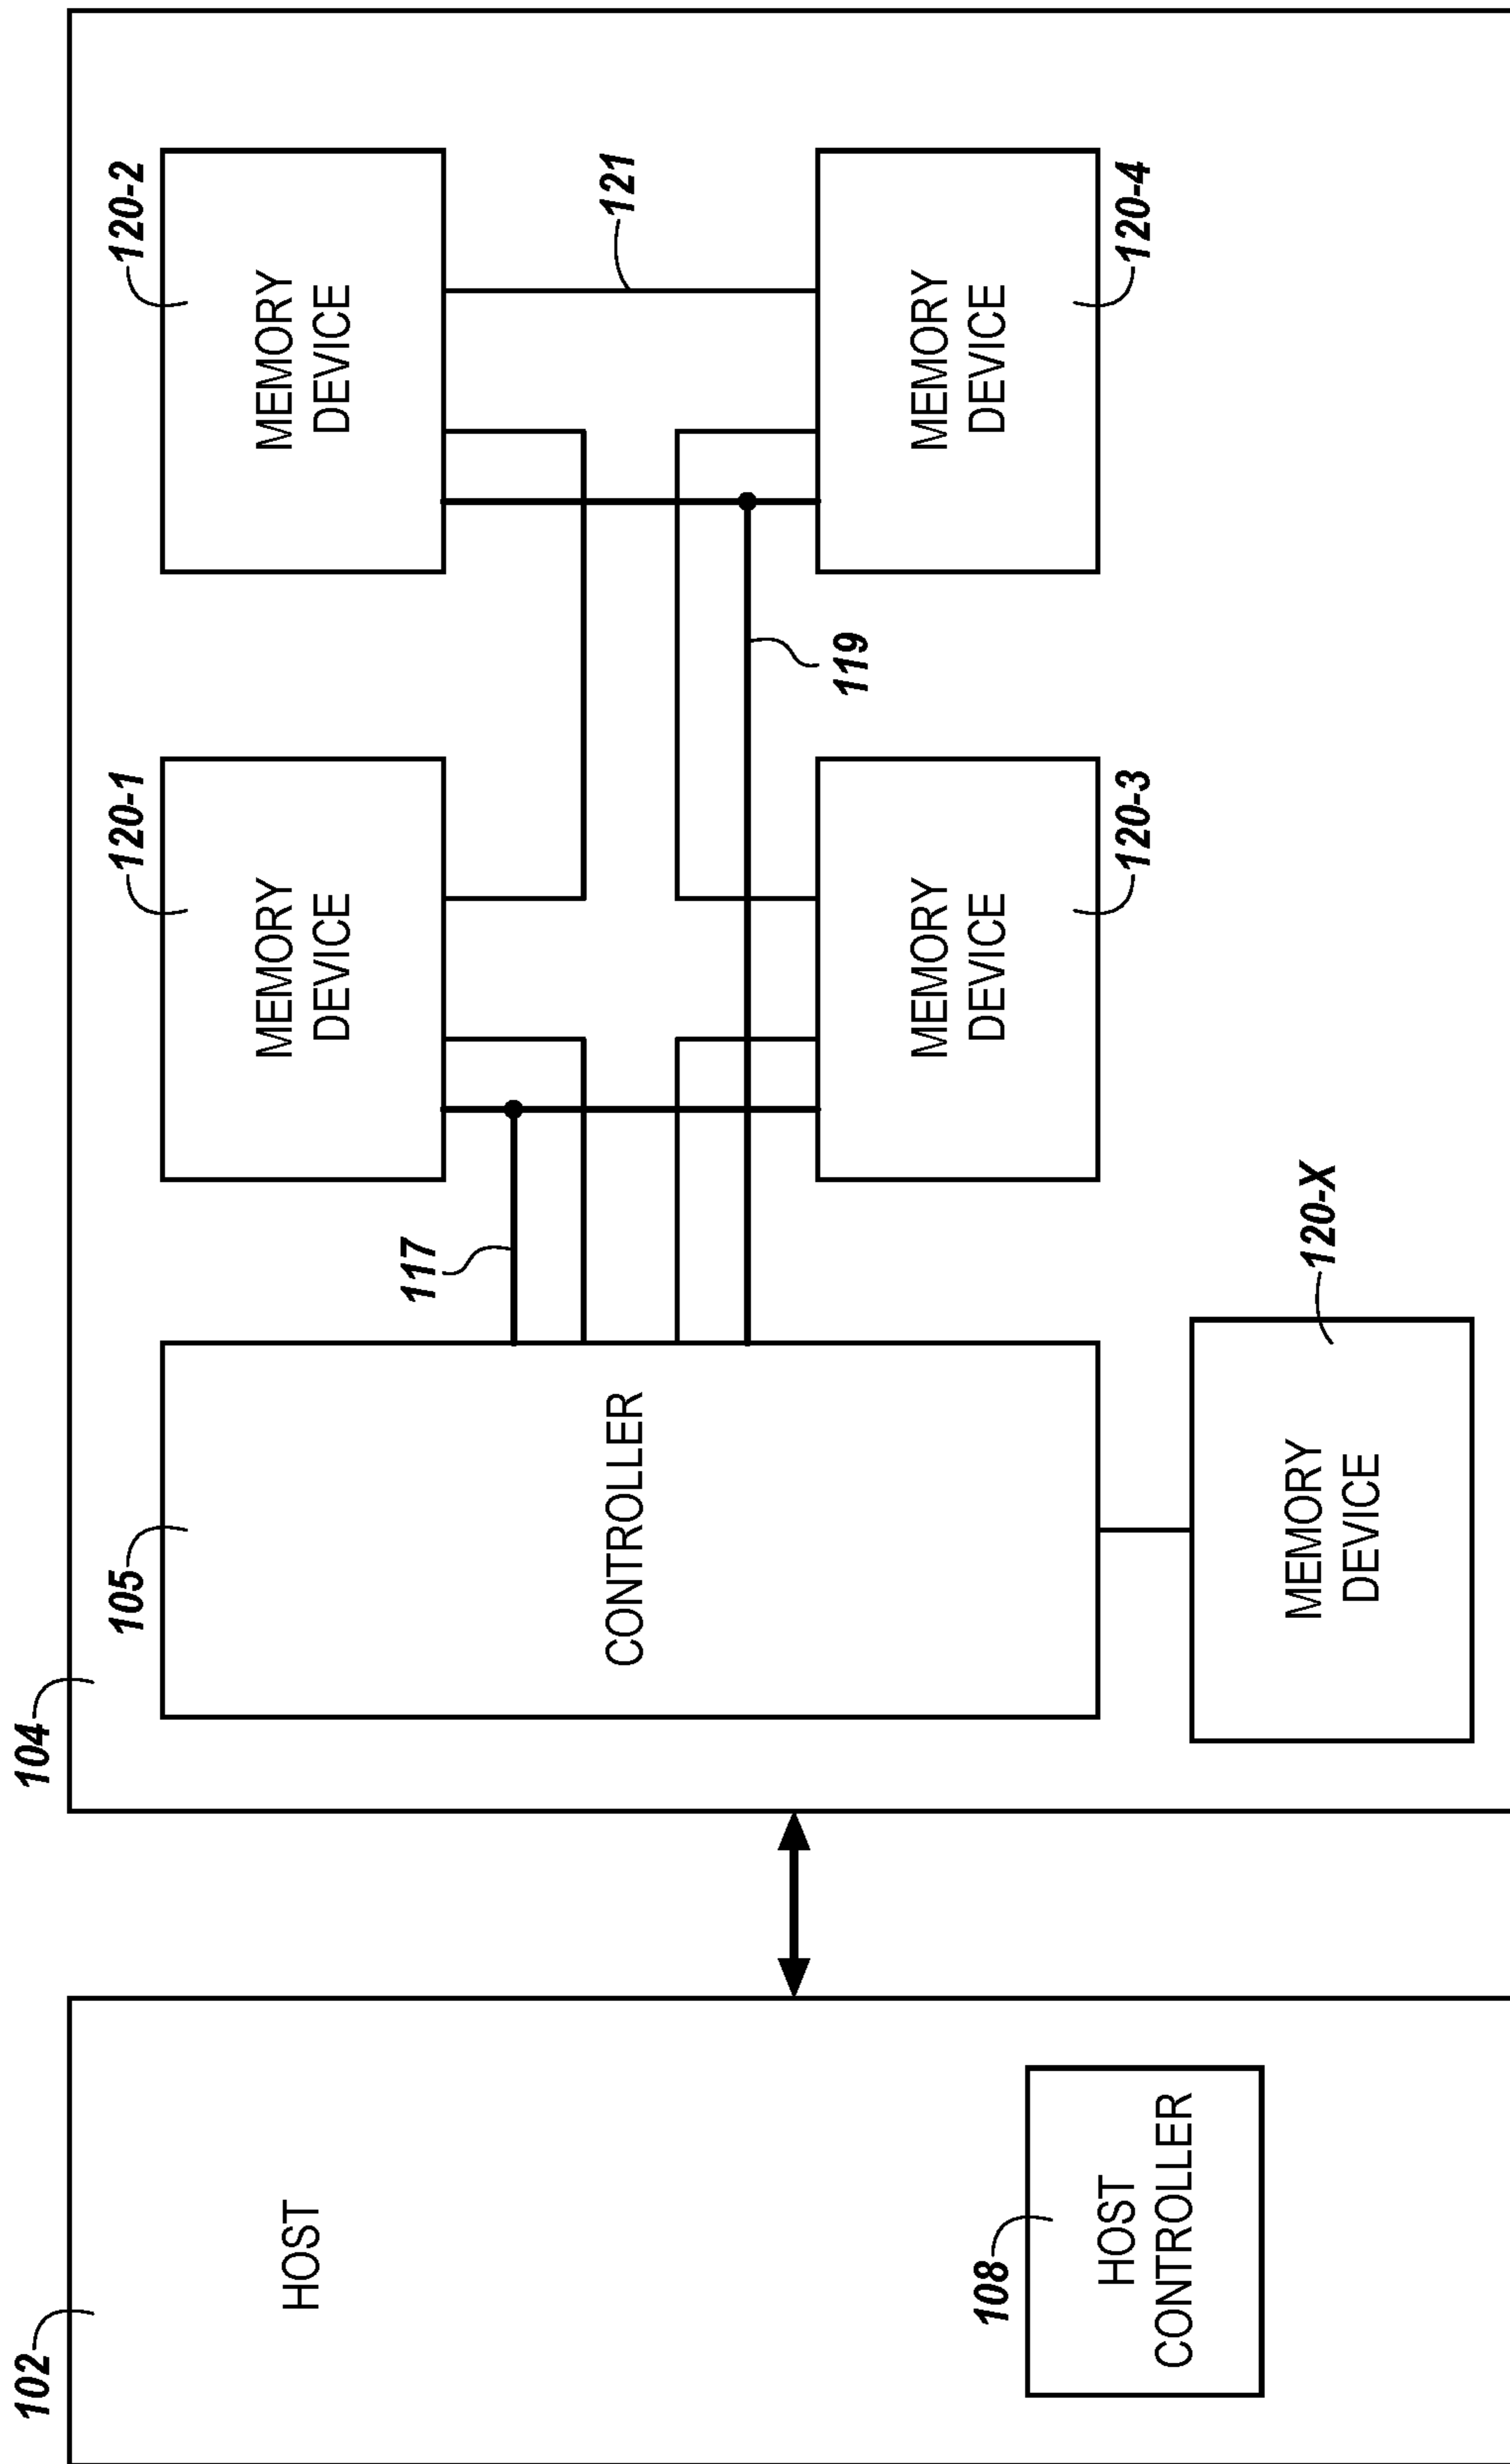 102
HOST
108
HOST
CONTROLLER
104
105
CONTROLLER
117
120-1
MEMORY
DEVICE
120-2
MEMORY
DEVICE
121
119
120-3
MEMORY
DEVICE
120-4
MEMORY
DEVICE
120-X
MEMORY
DEVICE